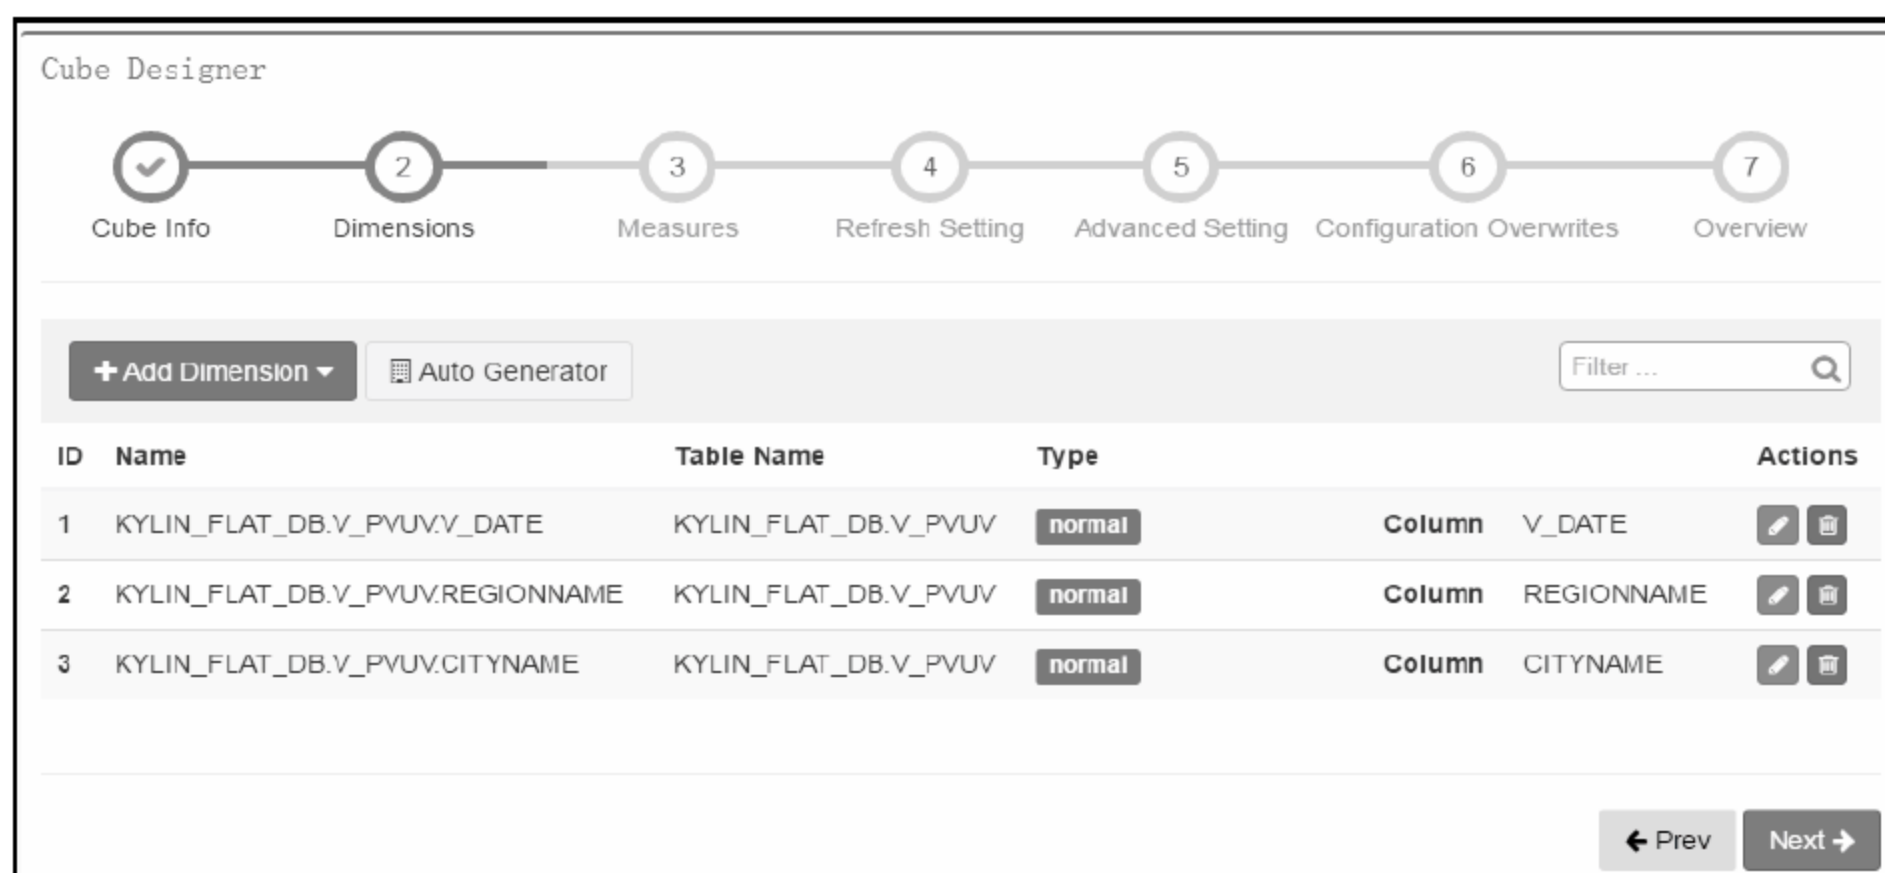 Cube Designer
2 3 4 5 6 7
Cube Info Dimensions Measures Refresh Setting Advanced Setting Configuration Overwrites Overview
Add Dimension Auto Generator Filter ...
ID Name Table Name Type Actions
1 KYLIN_FLAT_DB.V_PVUV.V_DATE KYLIN_FLAT_DB.V_PVUV normal Column V_DATE
2 KYLIN_FLAT_DB.V_PVUV.REGIONNAME KYLIN_FLAT_DB.V_PVUV normal Column REGIONNAME
3 KYLIN_FLAT_DB.V_PVUV.CITYNAME KYLIN_FLAT_DB.V_PVUV normal Column CITYNAME
Prev Next